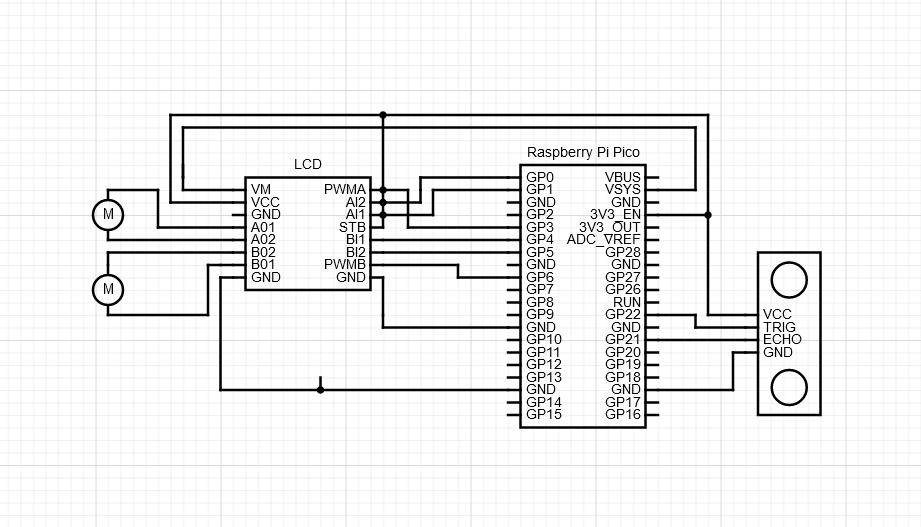 Raspberry Pi Pico
LCD
VM
VCC
GND
A01
A02
B02
B01
GND
PWMA
AI2
AI1
STB
BI1
BI2
PWMB
GND
M
M
GP0
GP1
GND
GP2
GP3
GP4
GP5
GND
GP6
GP7
GP8
GP9
GND
GP10
GP11
GP12
GP13
GND
GP14
GP15
VBUS
VSYS
GND
3V3_EN
3V3_OUT
ADC_VREF
GP28
GND
GP27
GP26
RUN
GP22
GND
GP21
GP20
GP19
GP18
GND
GP17
GP16
VCC
TRIG
ECHO
GND